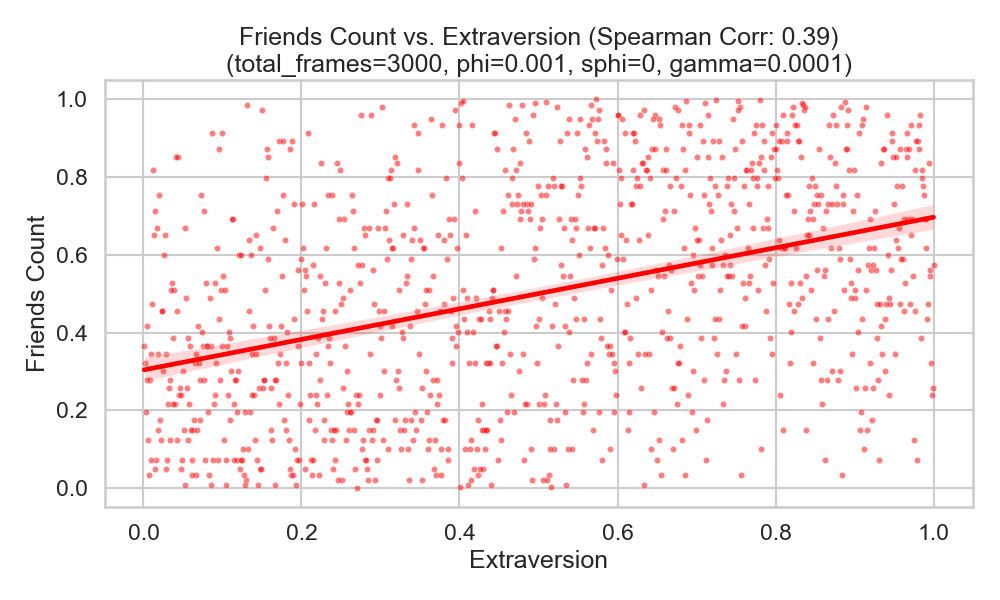 Friends Count vs. Extraversion (Spearman Corr: 0.39)
(total_frames=3000, phi=0.001, sphi=0, gamma=0.0001)
1.0
0.8
0.6
0.4
0.2
0.0
Friends Count
0.0 0.2 0.4 0.6 0.8 1.0
Extraversion